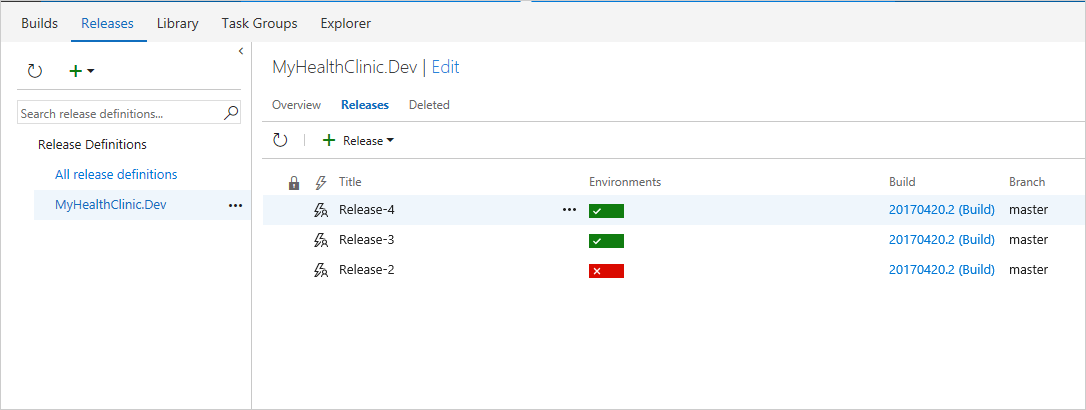 Builds Releases Library Task Groups Explorer
Search release definitions...
Release Definitions
All release definitions
MyHealthClinic.Dev ...
MyHealthClinic.Dev | Edit
Overview Releases Deleted
Release
Title Environments Build Branch
Release-4 ... 20170420.2 (Build) master
Release-3 20170420.2 (Build) master
Release-2 20170420.2 (Build) master